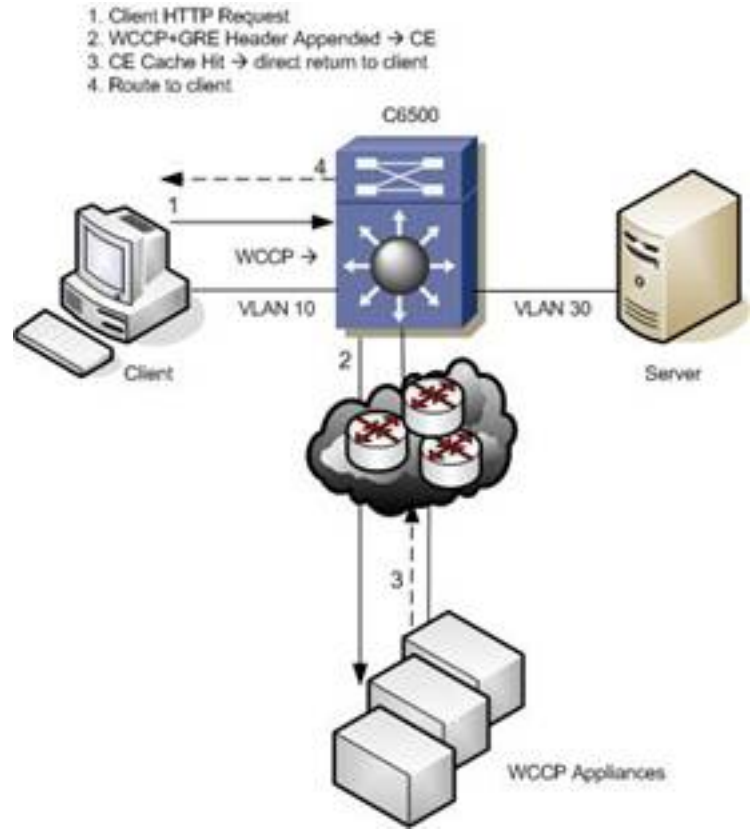 1. Client HTTP Request
2. WCCP+GRE Header Appended → CE
3. CE Cache Hit → direct return to client
4. Route to client
C6500
4
1
WCCP →
VLAN 10
VLAN 30
Client
2
Server
3
WCCP Appliances